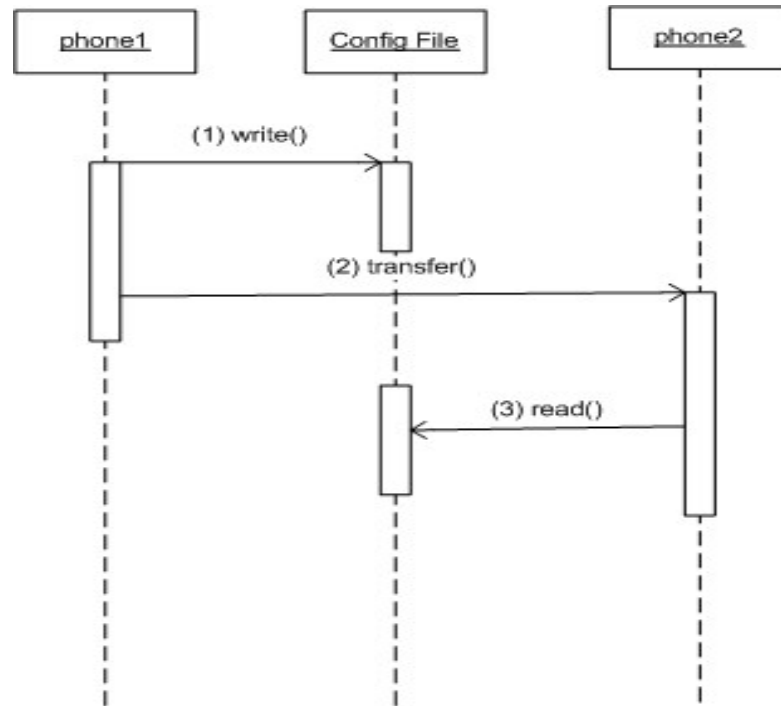 phone1
Config File
phone2
(1) write()
(2) transfer()
(3) read()